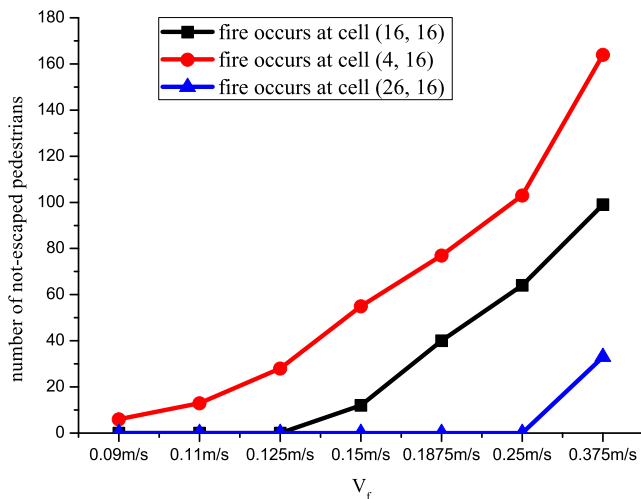 180
160
140
120
100
80
60
40
20
0
number of not-escaped pedestrians
fire occurs at cell (16, 16)
fire occurs at cell (4, 16)
fire occurs at cell (26, 16)
0.09m/s 0.11m/s 0.125m/s 0.15m/s 0.1875m/s 0.25m/s 0.375m/s
V_f